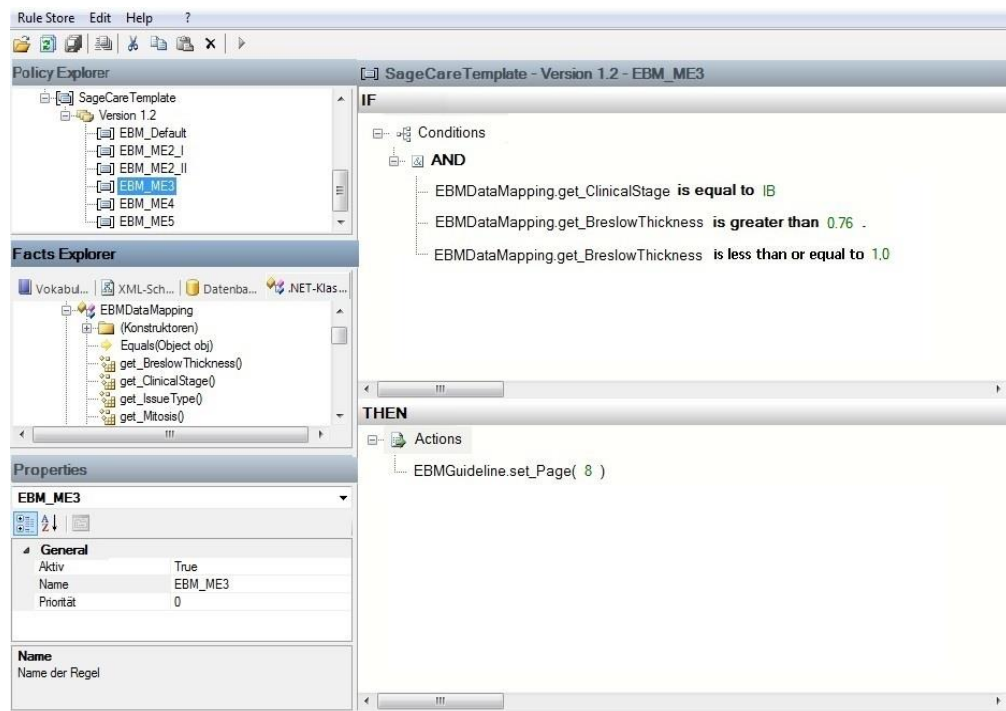 Rule Store Edit Help ?
Policy Explorer
SageCareTemplate
Version 1.2
EBM_Default
EBM_ME2_I
EBM_ME2_II
EBM_ME3
EBM_ME4
EBM_ME5
Facts Explorer
Vokabul... XML-Sch... Datenba... .NET-Klas...
EBMDataMapping
(Konstruktoren)
Equals(Object obj)
get_BreslowThickness()
get_ClinicalStage()
get_IssueType()
get_Mitosis()
Properties
EBM_ME3
General
Aktiv True
Name EBM_ME3
Priorität 0
Name
Name der Regel
SageCareTemplate - Version 1.2 - EBM_ME3
IF
Conditions
AND
EBMDataMapping.get_ClinicalStage is equal to IB
EBMDataMapping.get_BreslowThickness is greater than 0.76 .
EBMDataMapping.get_BreslowThickness is less than or equal to 1,0
THEN
Actions
EBMGuideline.set_Page( 8 )